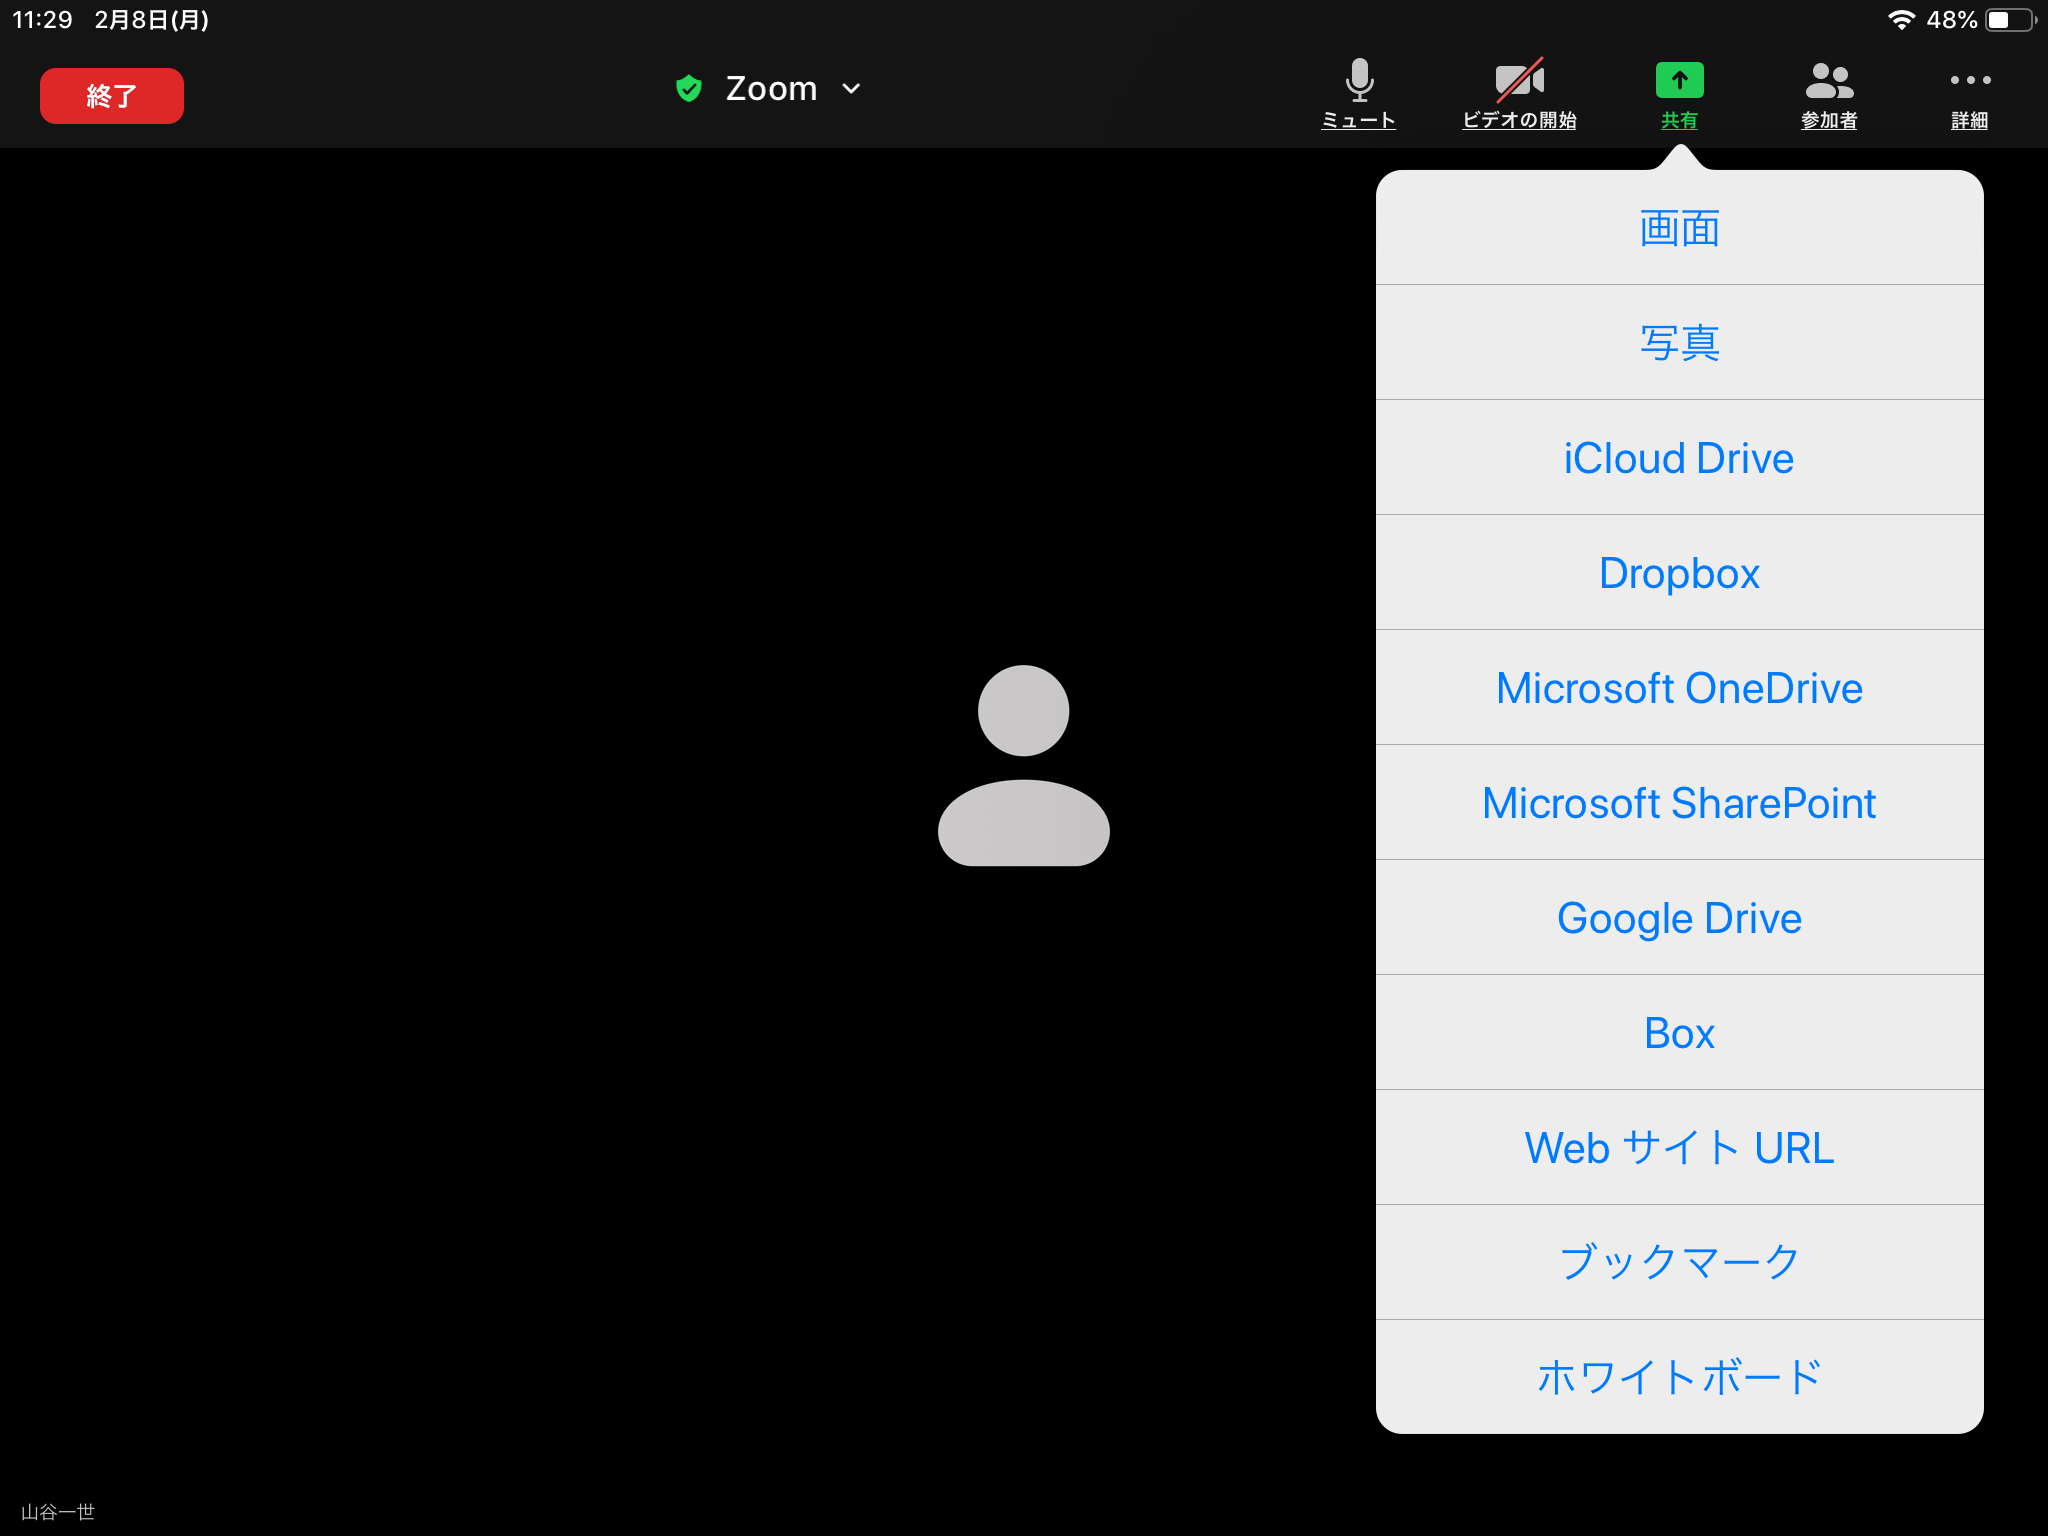 11:29 2月8日(月) 48%
終了 Zoom
ミュート ビデオの開始 共有 参加者 詳細
画面
写真
iCloud Drive
Dropbox
Microsoft OneDrive
Microsoft SharePoint
Google Drive
Box
Web サイト URL
ブックマーク
ホワイトボード
山谷一世